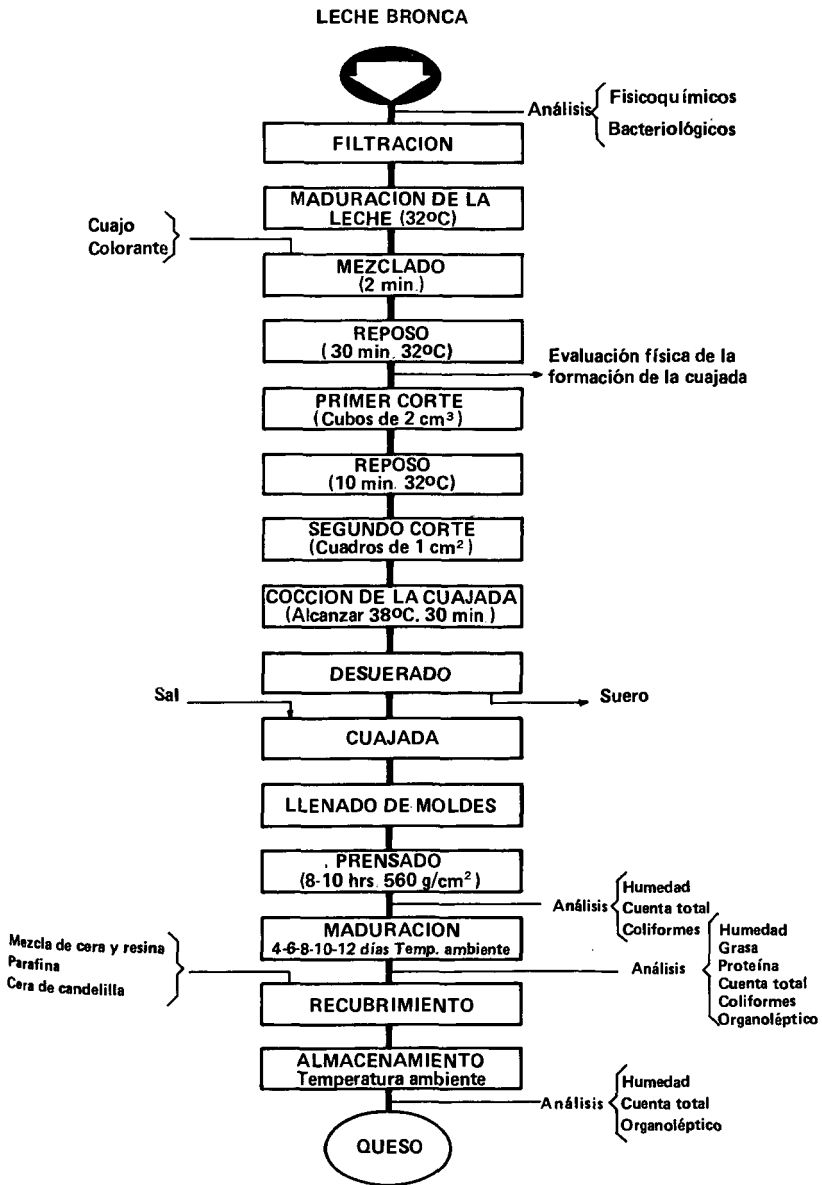 LECHE BRONCA
Análisis
Fisicoquímicos
Bacteriológicos
FILTRACION
MADURACION DE LA
LECHE (32ºC)
Cuajo
Colorante
MEZCLADO
(2 min.)
REPOSO
(30 min. 32ºC)
Evaluación física de la
formación de la cuajada
PRIMER CORTE
(Cubos de 2 cm³)
REPOSO
(10 min. 32ºC)
SEGUNDO CORTE
(Cuadros de 1 cm²)
COCCION DE LA CUAJADA
(Alcanzar 38ºC. 30 min.)
DESUERADO
Sal
Suero
CUAJADA
LLENADO DE MOLDES
PRENSADO
(8-10 hrs. 560 g/cm²)
Análisis
Humedad
Cuenta total
Coliformes
MADURACION
4-6-8-10-12 días Temp. ambiente
Mezcla de cera y resina
Parafina
Cera de candelilla
Análisis
Humedad
Grasa
Proteína
Cuenta total
Coliformes
Organoléptico
RECUBRIMIENTO
ALMACENAMIENTO
Temperatura ambiente
Análisis
Humedad
Cuenta total
Organoléptico
QUESO